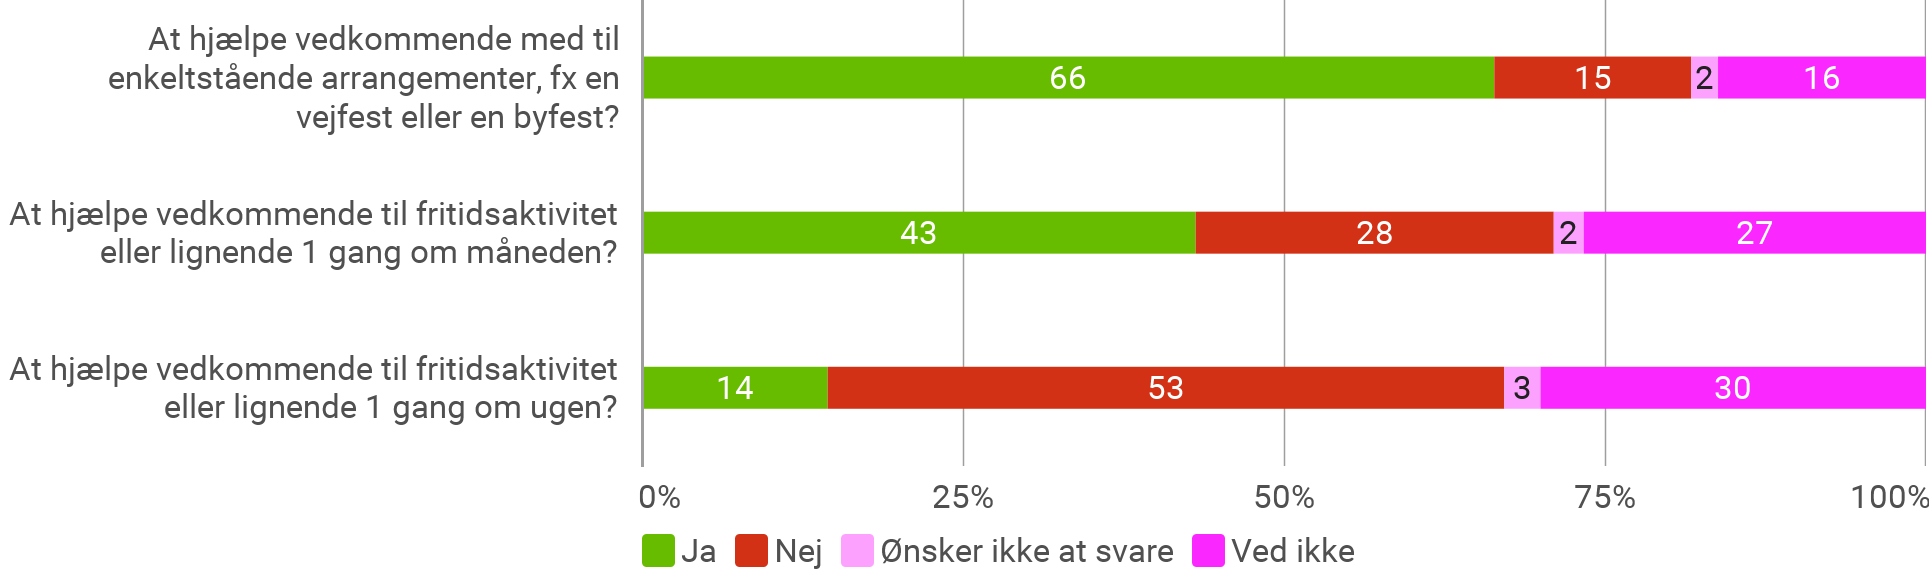 At hjælpe vedkommende med til
enkeltstående arrangementer, fx en
vejfest eller en byfest?
66 15 2 16
At hjælpe vedkommende til fritidsaktivitet
eller lignende 1 gang om måneden?
43 28 2 27
At hjælpe vedkommende til fritidsaktivitet
eller lignende 1 gang om ugen?
14 53 3 30
0% 25% 50% 75% 100%
Ja Nej Ønsker ikke at svare Ved ikke